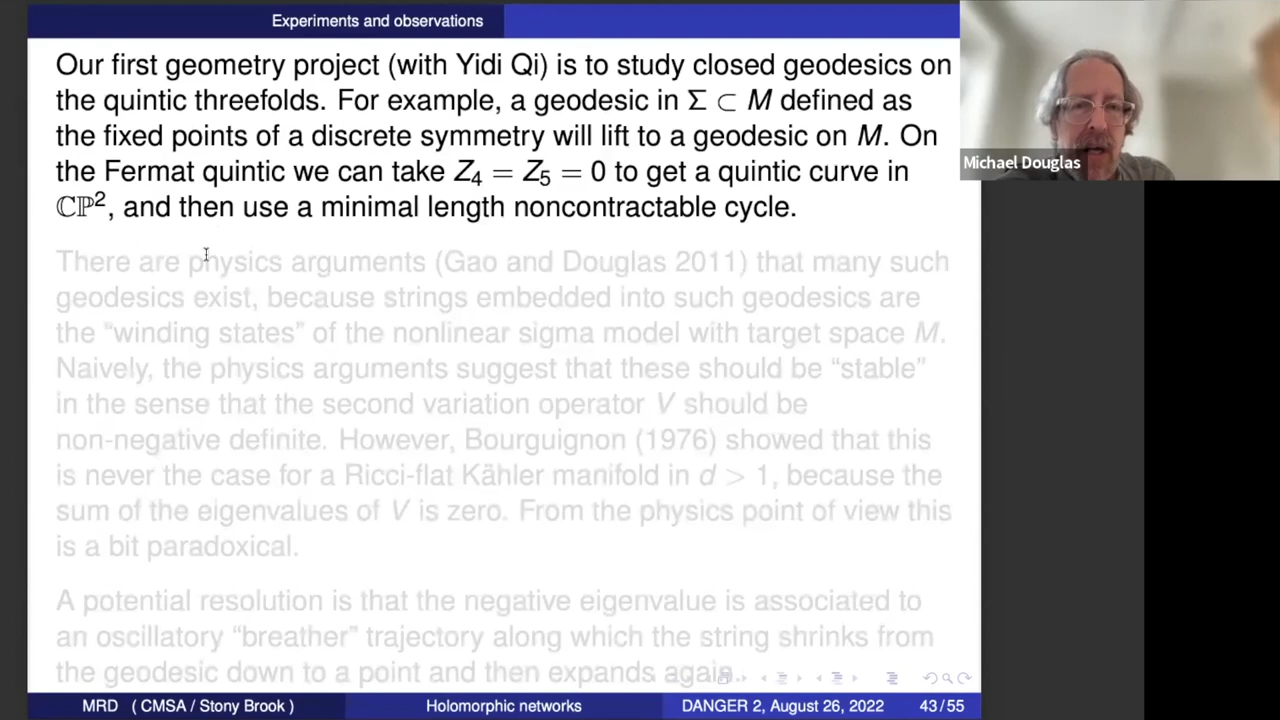 Experiments and observations
Our first geometry project (with Yidi Qi) is to study closed geodesics on
the quintic threefolds. For example, a geodesic in Σ ⊂ M defined as
the fixed points of a discrete symmetry will lift to a geodesic on M. On
the Fermat quintic we can take Z₄ = Z₅ = 0 to get a quintic curve in
ℂℙ², and then use a minimal length noncontractable cycle.
There are physics arguments (Gao and Douglas 2011) that many such
geodesics exist, because strings embedded into such geodesics are
the “winding states” of the nonlinear sigma model with target space M.
Naively, the physics arguments suggest that these should be “stable”
in the sense that the second variation operator V should be
non-negative definite. However, Bourguignon (1976) showed that this
is never the case for a Ricci-flat Kähler manifold in d > 1, because the
sum of the eigenvalues of V is zero. From the physics point of view this
is a bit paradoxical.
A potential resolution is that the negative eigenvalue is associated to
an oscillatory “breather” trajectory along which the string shrinks from
the geodesic down to a point and then expands again.
MRD ( CMSA / Stony Brook ) Holomorphic networks DANGER 2, August 26, 2022 43 / 55
Michael Douglas